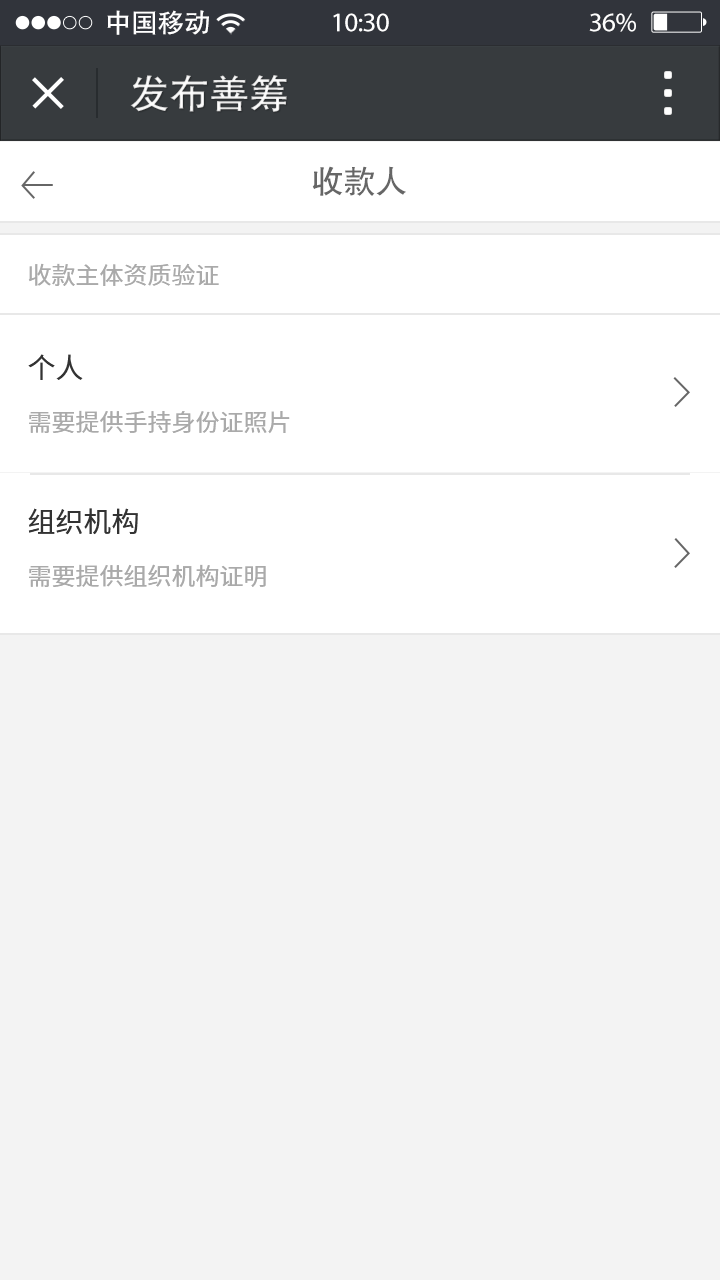 中国移动 10:30 36%
发布善筹
收款人
收款主体资质验证
个人
需要提供手持身份证照片
组织机构
需要提供组织机构证明